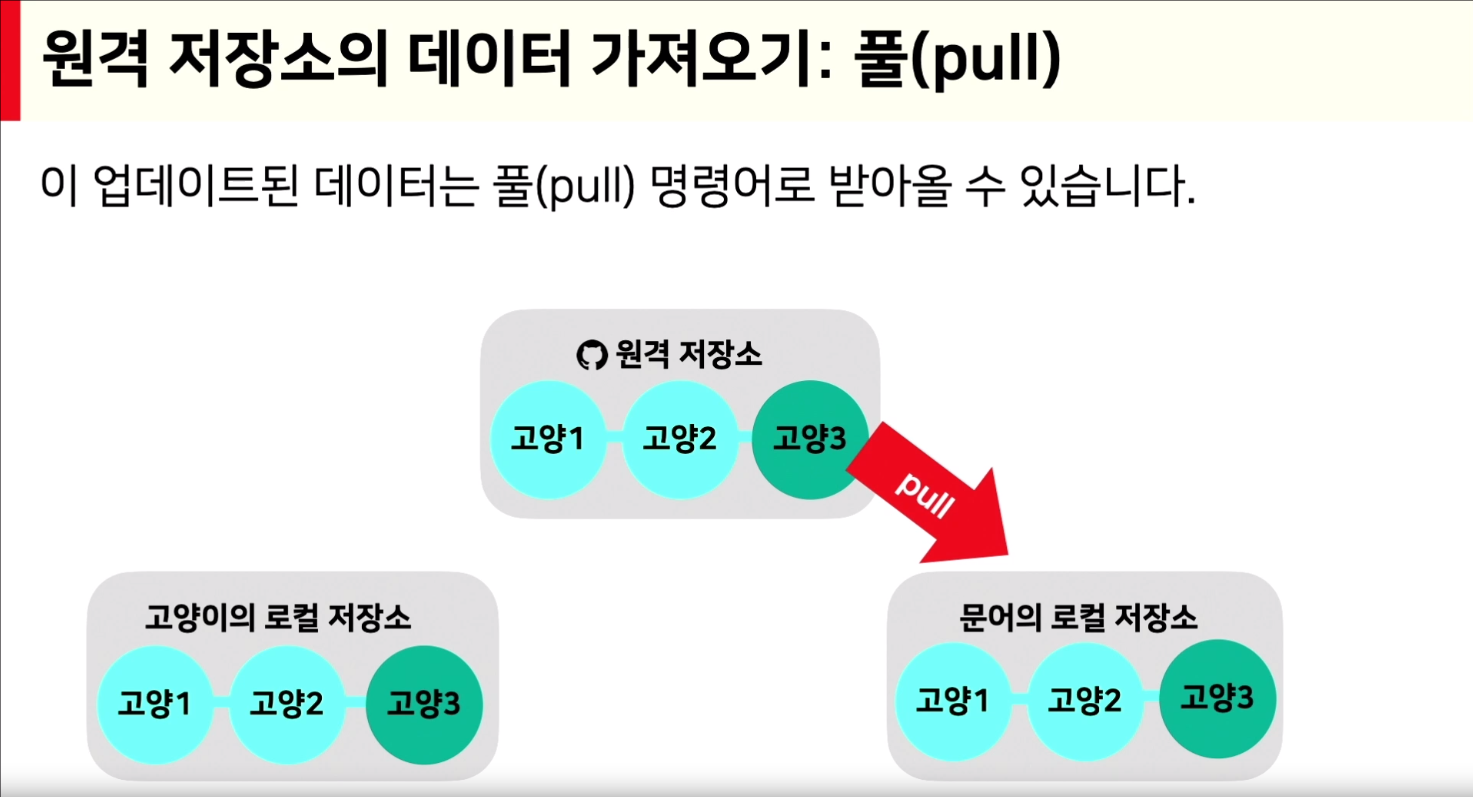 원격 저장소의 데이터 가져오기: 풀(pull)
이 업데이트된 데이터는 풀(pull) 명령어로 받아올 수 있습니다.
원격 저장소
고양1
고양2
고양3
pull
고양이의 로컬 저장소
고양1
고양2
고양3
문어의 로컬 저장소
고양1
고양2
고양3